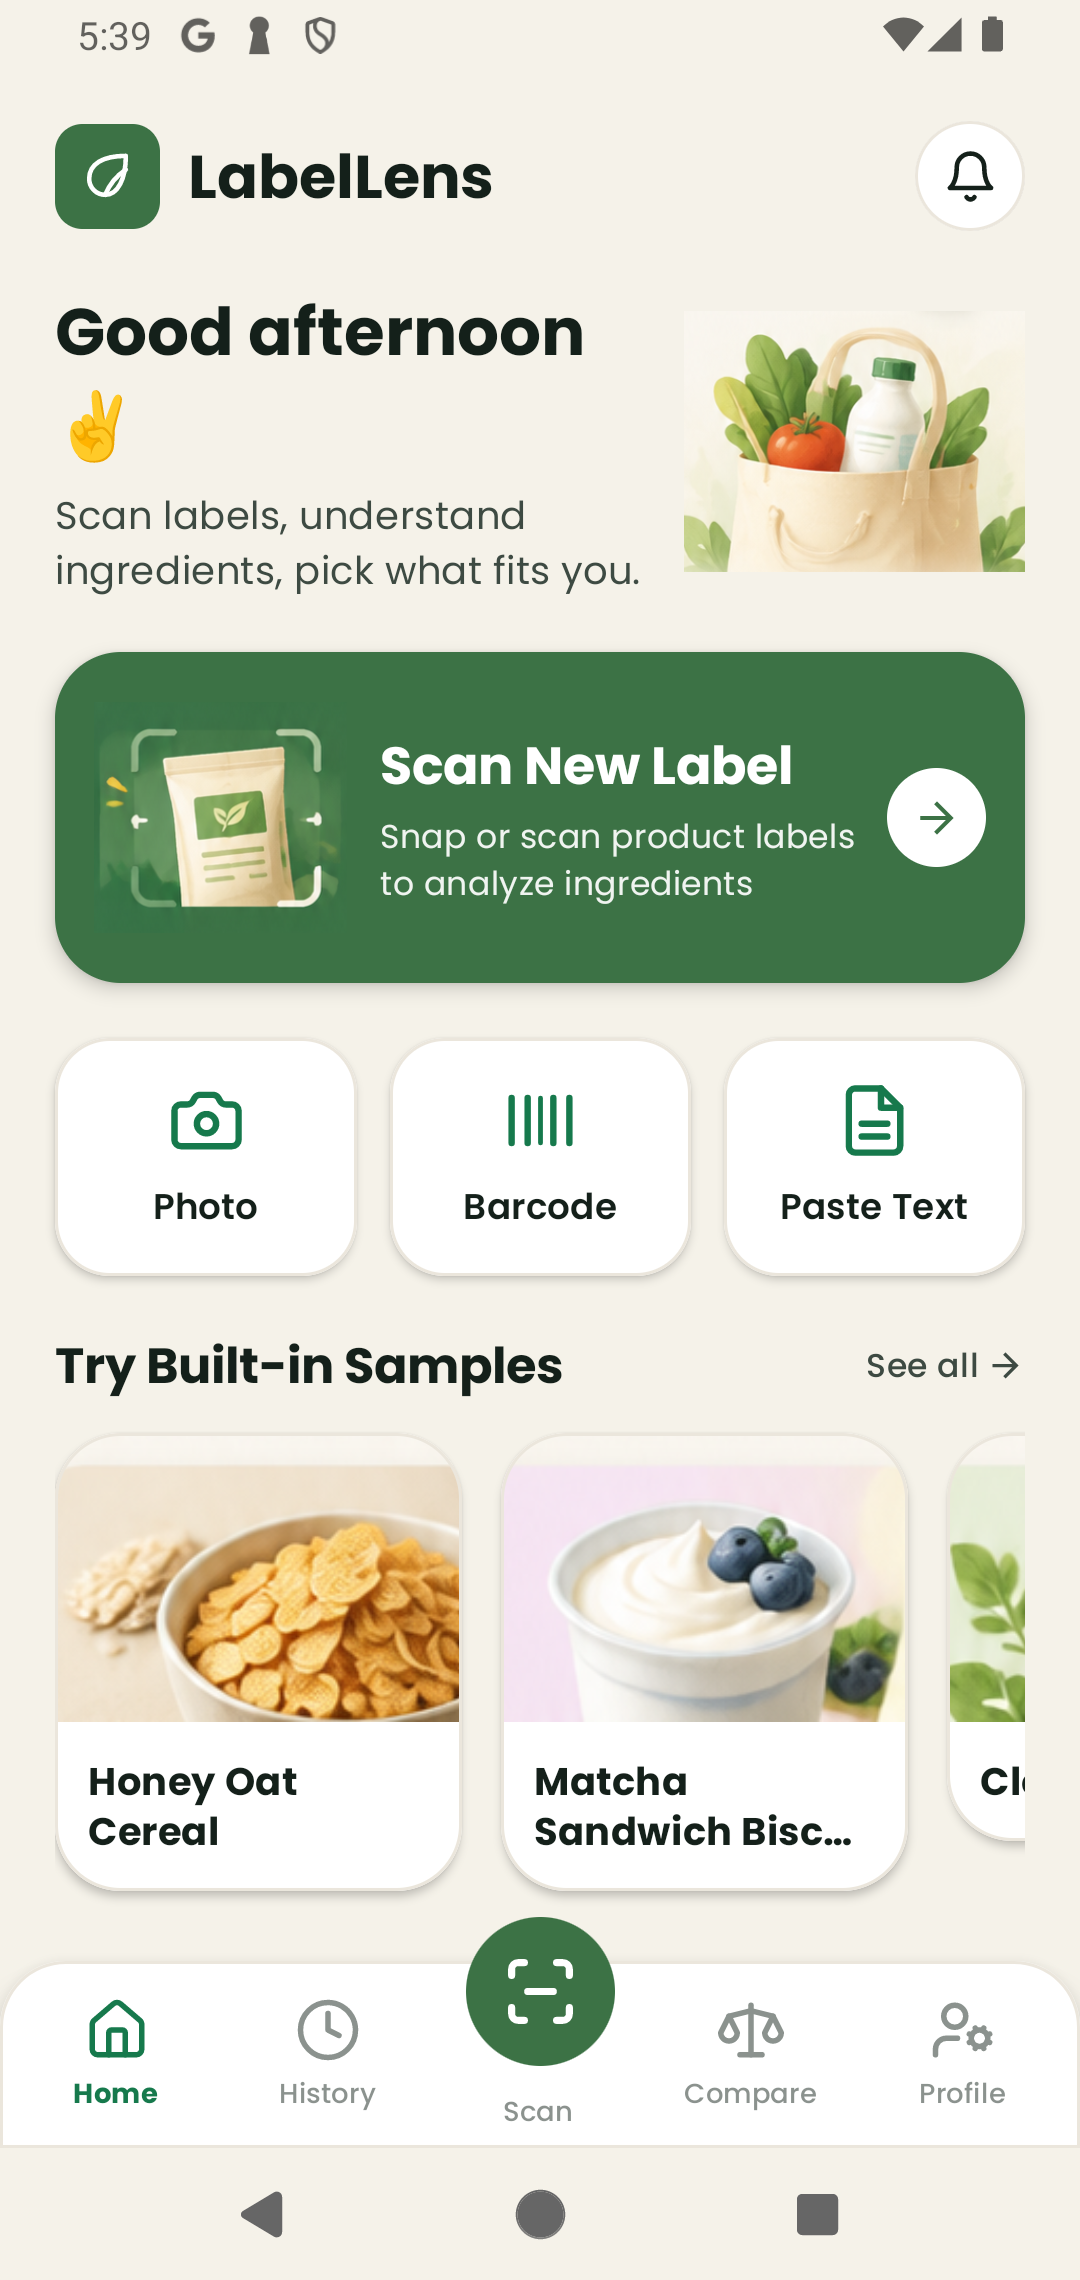 5:39
LabelLens
Good afternoon
✌️
Scan labels, understand
ingredients, pick what fits you.
Scan New Label
Snap or scan product labels
to analyze ingredients
Photo
Barcode
Paste Text
Try Built-in Samples
See all →
Honey Oat
Cereal
Matcha
Sandwich Bisc...
Cl
Home
History
Scan
Compare
Profile